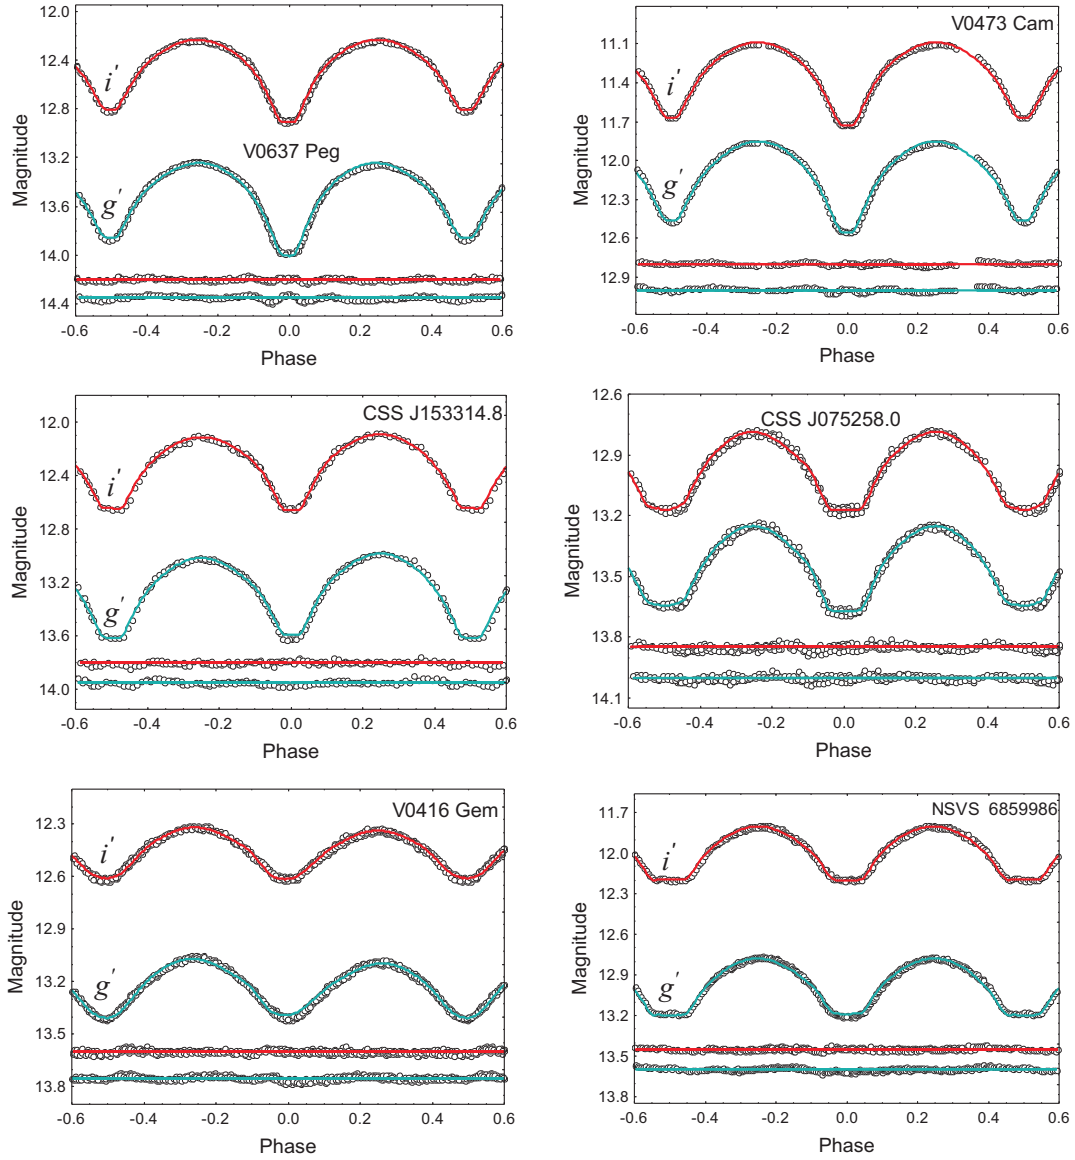 12.0
12.4
12.8
13.2
13.6
14.0
14.4
Magnitude
i'
V0637 Peg
g'
-0.6 -0.4 -0.2 0.0 0.2 0.4 0.6
Phase
V0473 Cam
11.1
11.4
11.7
12.0
12.3
12.6
12.9
Magnitude
i'
g'
-0.6 -0.4 -0.2 0.0 0.2 0.4 0.6
Phase
CSS J153314.8
12.0
12.4
12.8
13.2
13.6
14.0
Magnitude
i'
g'
-0.6 -0.4 -0.2 0.0 0.2 0.4 0.6
Phase
CSS J075258.0
12.6
12.9
13.2
13.5
13.8
14.1
Magnitude
i'
g'
-0.6 -0.4 -0.2 0.0 0.2 0.4 0.6
Phase
V0416 Gem
12.3
12.6
12.9
13.2
13.5
13.8
Magnitude
i'
g'
-0.6 -0.4 -0.2 0.0 0.2 0.4 0.6
Phase
NSVS 6859986
11.7
12.0
12.3
12.6
12.9
13.2
13.5
13.8
Magnitude
i'
g'
-0.6 -0.4 -0.2 0.0 0.2 0.4 0.6
Phase